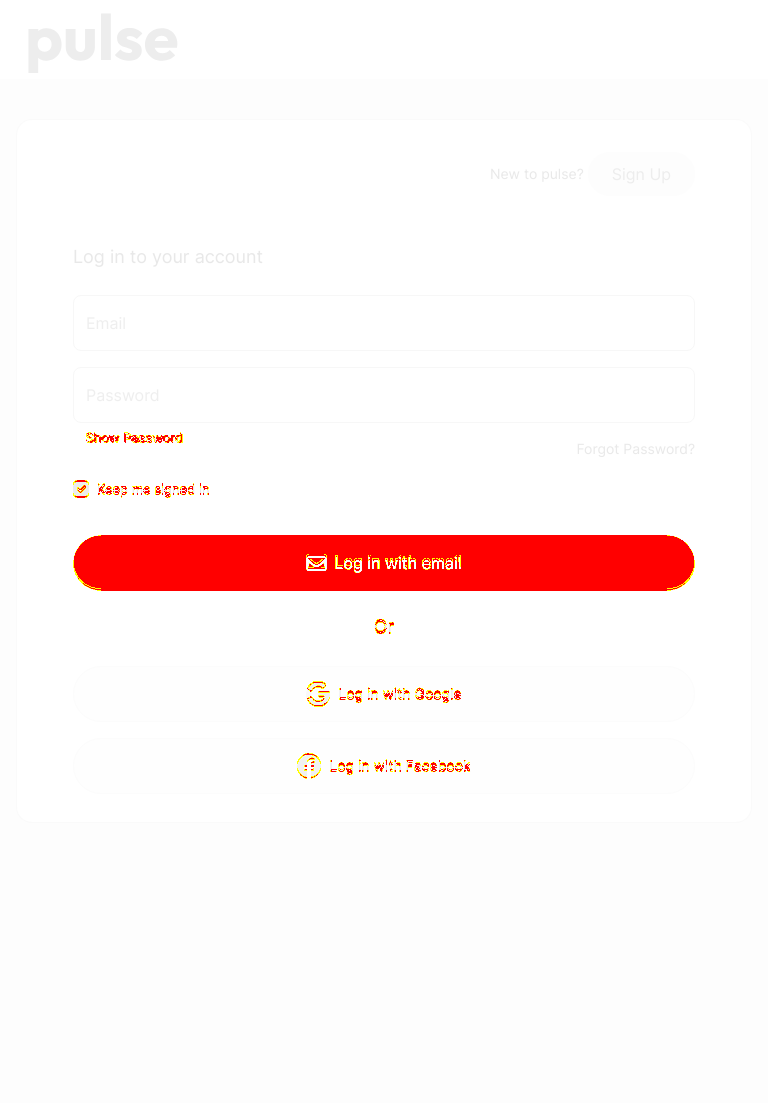 pulse
New to pulse? Sign Up
Log in to your account
Email
Password
Show Password
Forgot Password?
Keep me signed in
Log in with email
Or
Log in with Google
Log in with Facebook